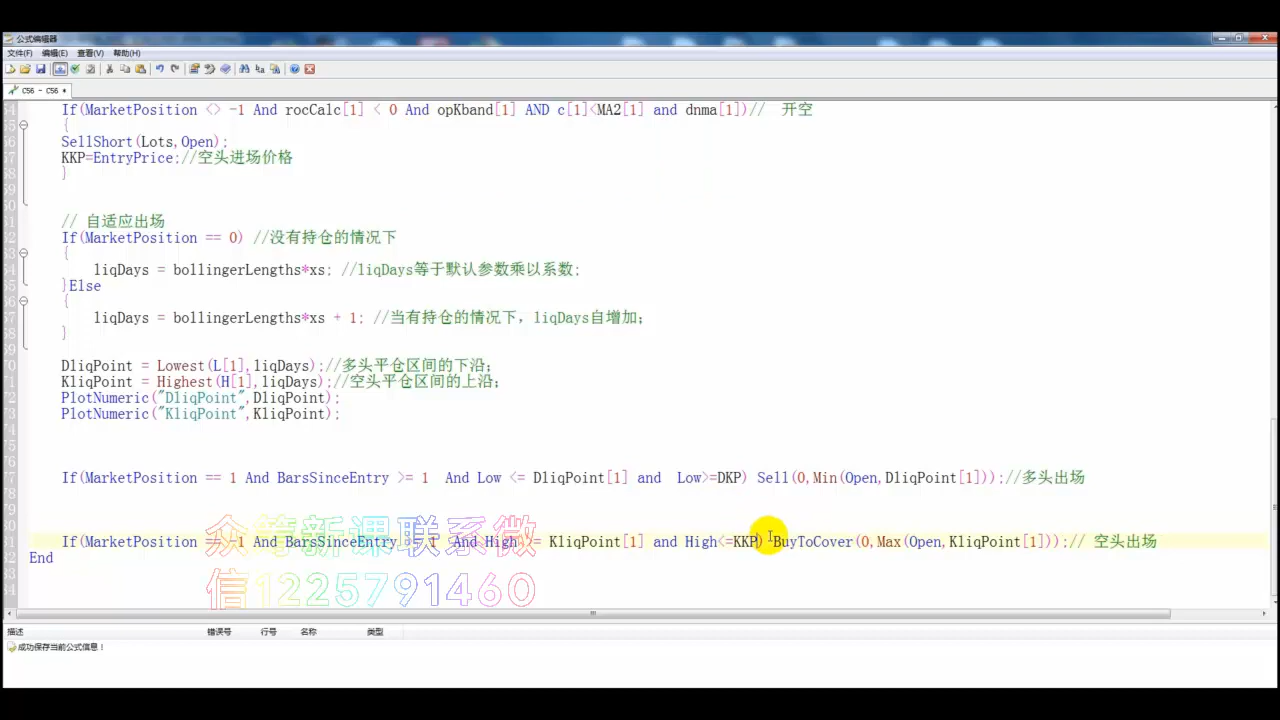 公式编辑器
文件(F) 编辑(E) 查看(V) 帮助(H)
CS6 - CS6 *
If(MarketPosition <> -1 And rocCalc[1] < 0 And opKband[1] AND c[1]<MA2[1] and dnma[1])// 开空
{
SellShort(Lots,Open);
KKP=EntryPrice;//空头进场价格
}
// 自适应出场
If(MarketPosition == 0) //没有持仓的情况下
{
liqDays = bollingerLengths*xs; //liqDays等于默认参数乘以系数;
}Else
{
liqDays = bollingerLengths*xs + 1; //当有持仓的情况下，liqDays自增加;
}
DliqPoint = Lowest(L[1],liqDays);//多头平仓区间的下沿;
KliqPoint = Highest(H[1],liqDays);//空头平仓区间的上沿;
PlotNumeric("DliqPoint",DliqPoint);
PlotNumeric("KliqPoint",KliqPoint);
If(MarketPosition == 1 And BarsSinceEntry >= 1 And Low <= DliqPoint[1] and Low>=DKP) Sell(0,Min(Open,DliqPoint[1]));//多头出场
众筹新课联系微
If(MarketPosition == -1 And BarsSinceEntry >= 1 And High >= KliqPoint[1] and High<=KKP) BuyToCover(0,Max(Open,KliqPoint[1]));// 空头出场
End
信1225791460
描述 错误号 行号 名称 类型
成功保存当前公式信息！